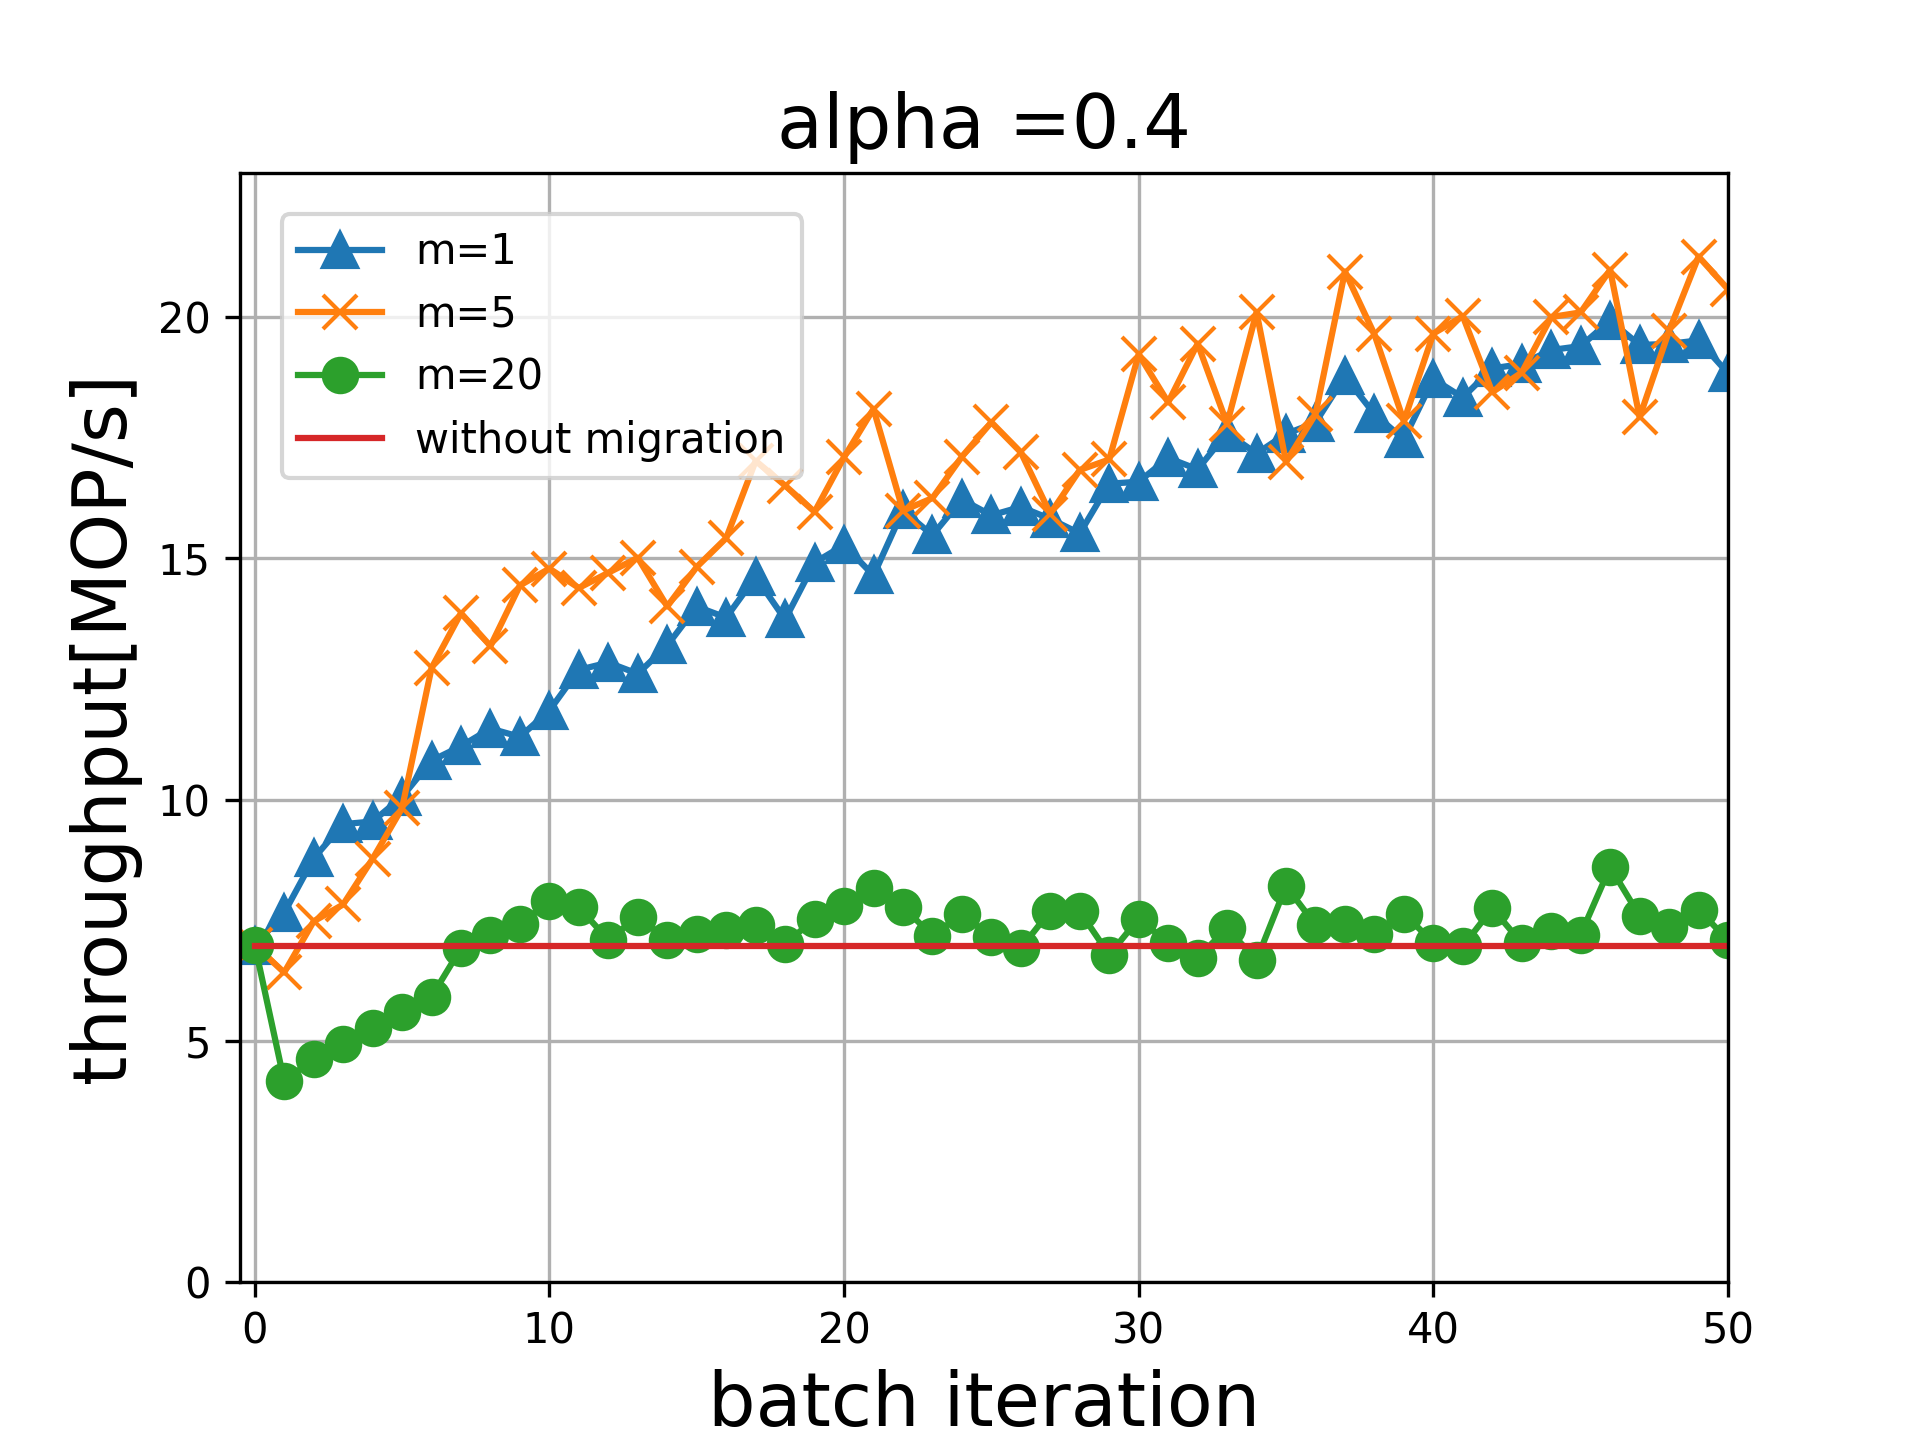 alpha =0.4
m=1
m=5
m=20
without migration
throughput[MOP/s]
20
15
10
5
0
0 10 20 30 40 50
batch iteration